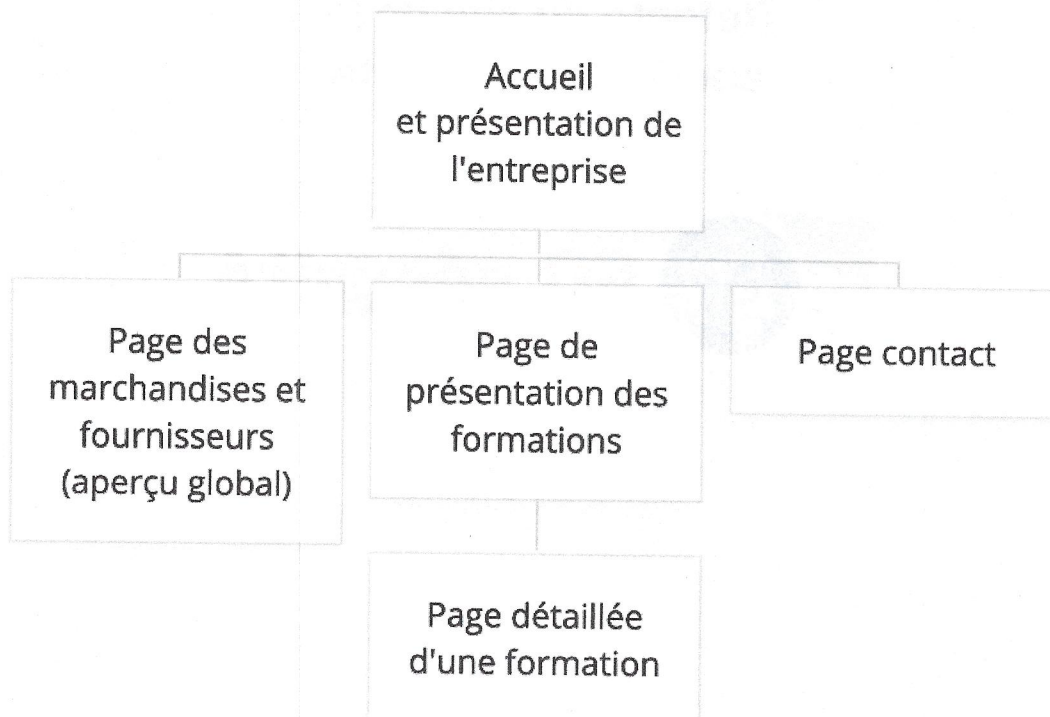 Accueil
et présentation de
l'entreprise
Page des
marchandises et
fournisseurs
(aperçu global)
Page de
présentation des
formations
Page contact
Page détaillée
d'une formation